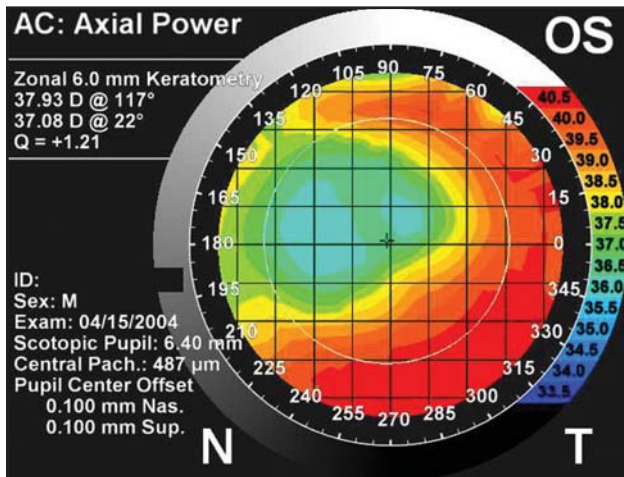 AC: Axial Power
OS
Zonal 6.0 mm Keratometry
37.93 D @ 117°
37.08 D @ 22°
Q = +1.21
105 90 75
120 60
135 45
150 30
165 15
180 0
195 345
210 330
225 315
240 300
255 270 285
40.5
40.0
39.5
39.0
38.5
38.0
37.5
37.0
36.5
36.0
35.5
35.0
34.5
34.0
33.5
ID:
Sex: M
Exam: 04/15/2004
Scotopic Pupil: 6.40 mm
Central Pach.: 487 µm
Pupil Center Offset
0.100 mm Nas.
0.100 mm Sup.
N T